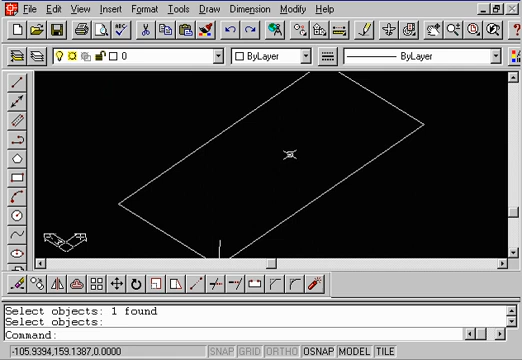 File Edit View Insert Format Tools Draw Dimension Modify Help
ABC
0 ByLayer ByLayer
Select objects: 1 found
Select objects:
Command:
-105.9394,159.1387,0.0000 SNAP GRID ORTHO OSNAP MODEL TILE